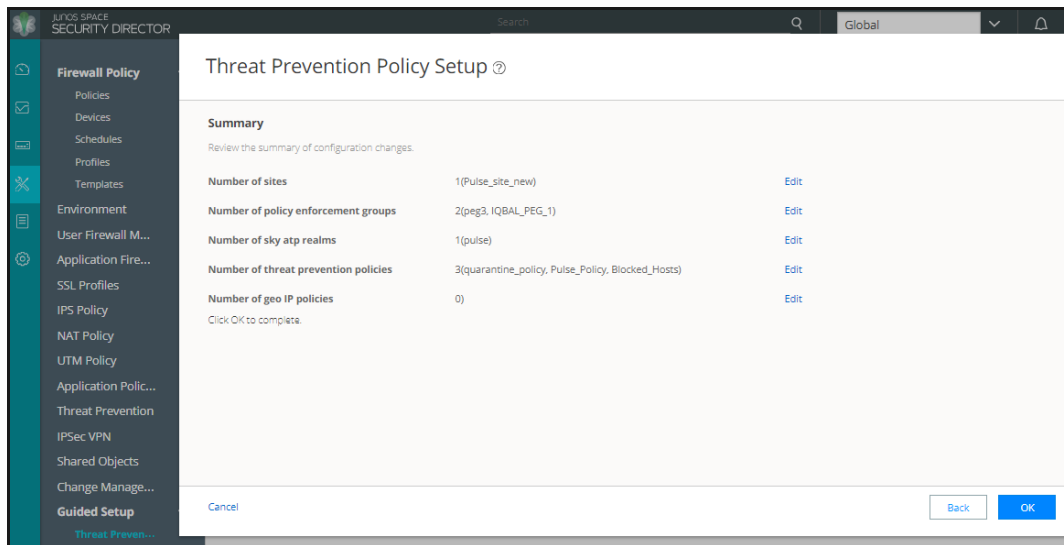 JUNOS SPACE
SECURITY DIRECTOR
Search
Global
Firewall Policy
Policies
Devices
Schedules
Profiles
Templates
Environment
User Firewall M...
Application Fire...
SSL Profiles
IPS Policy
NAT Policy
UTM Policy
Application Polic...
Threat Prevention
IPSec VPN
Shared Objects
Change Manage...
Guided Setup
Threat Preven...
Threat Prevention Policy Setup ?
Summary
Review the summary of configuration changes.
Number of sites 1(Pulse_site_new) Edit
Number of policy enforcement groups 2(peg3, IQBAL_PEG_1) Edit
Number of sky atp realms 1(pulse) Edit
Number of threat prevention policies 3(quarantine_policy, Pulse_Policy, Blocked_Hosts) Edit
Number of geo IP policies 0) Edit
Click OK to complete.
Cancel Back OK